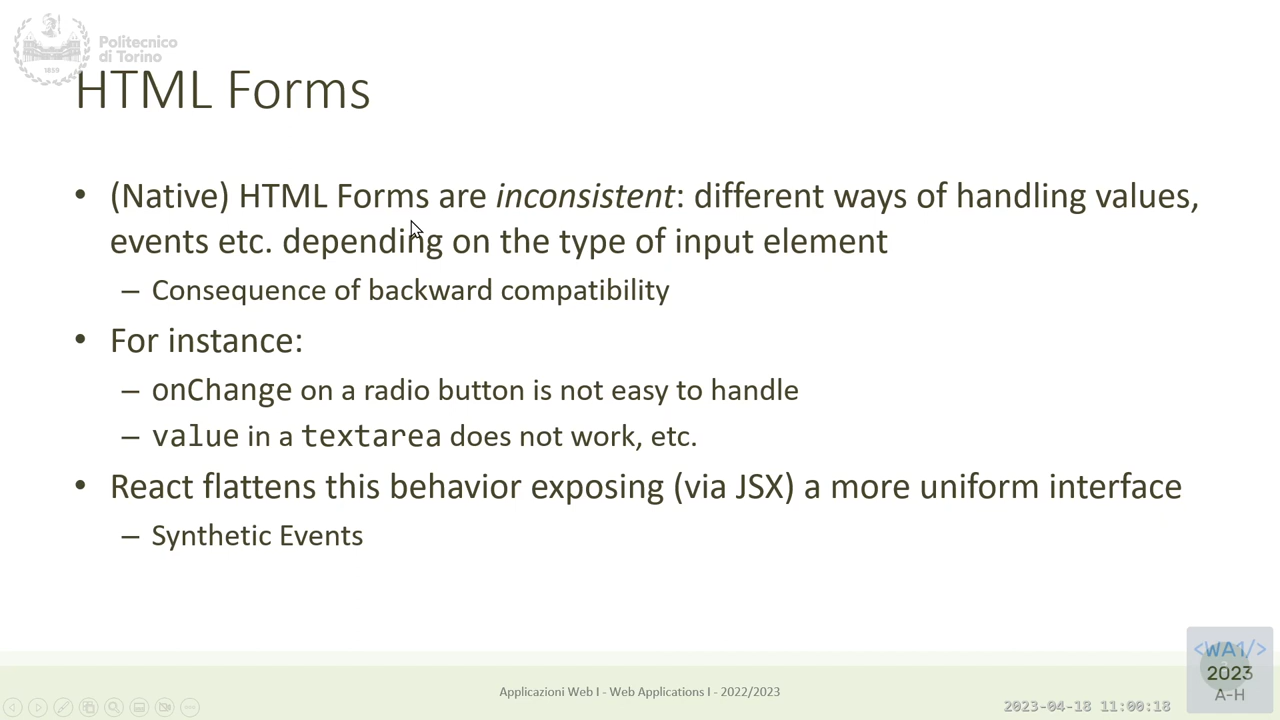 Politecnico
di Torino
1859
HTML Forms
• (Native) HTML Forms are inconsistent: different ways of handling values,
events etc. depending on the type of input element
– Consequence of backward compatibility
• For instance:
– onChange on a radio button is not easy to handle
– value in a textarea does not work, etc.
• React flattens this behavior exposing (via JSX) a more uniform interface
– Synthetic Events
Applicazioni Web I - Web Applications I - 2022/2023
2023-04-18 11:00:18
<WA1/>
2023
A-H